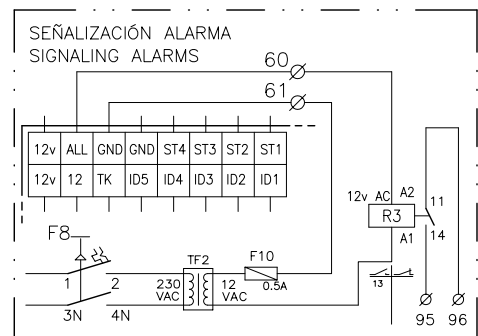 SEÑALIZACIÓN ALARMA
SIGNALING ALARMS
60
61
12v ALL GND GND ST4 ST3 ST2 ST1
12v 12 TK ID5 ID4 ID3 ID2 ID1
12v AC A2
R3
A1
11
14
F8
1 2
3N 4N
TF2
230 VAC
12 VAC
F10
0.5A
13
95 96